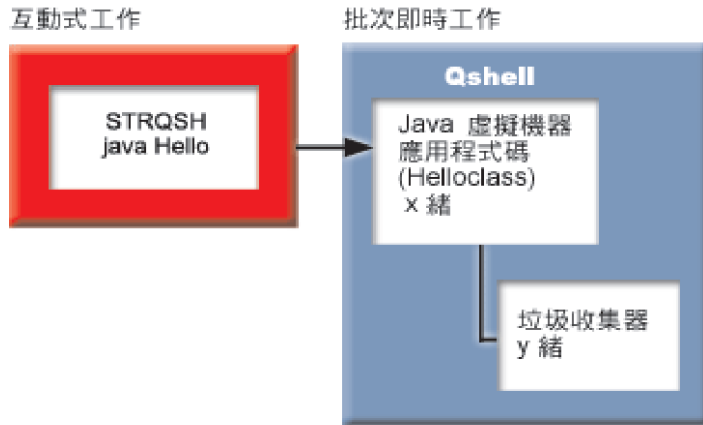 互動式工作
批次即時工作
STRQSH
java Hello
Qshell
Java 虛擬機器
應用程式碼
(Helloclass)
x 緒
垃圾收集器
y 緒